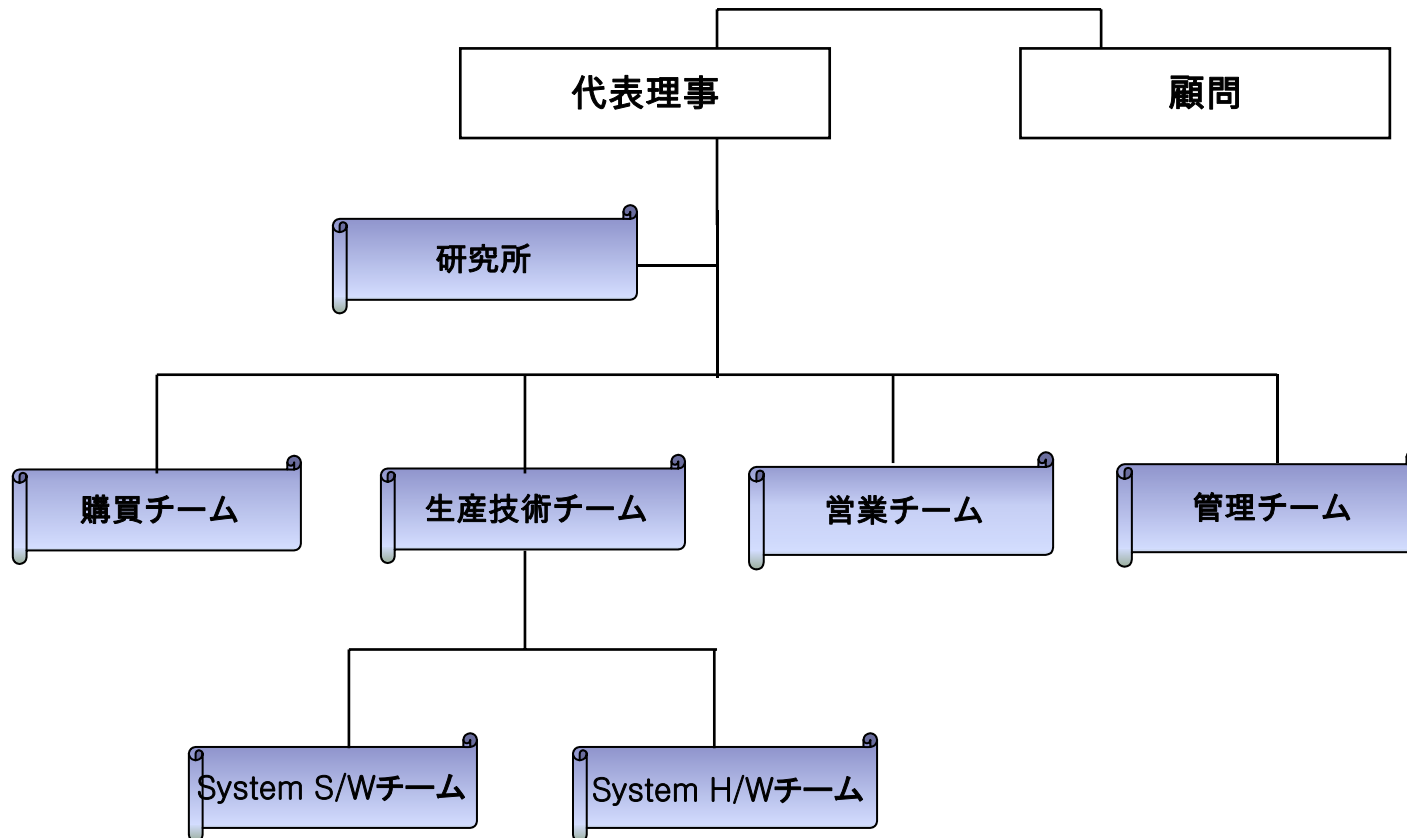 代表理事
顧問
研究所
購買チーム
生産技術チーム
営業チーム
管理チーム
System S/Wチーム
System H/Wチーム